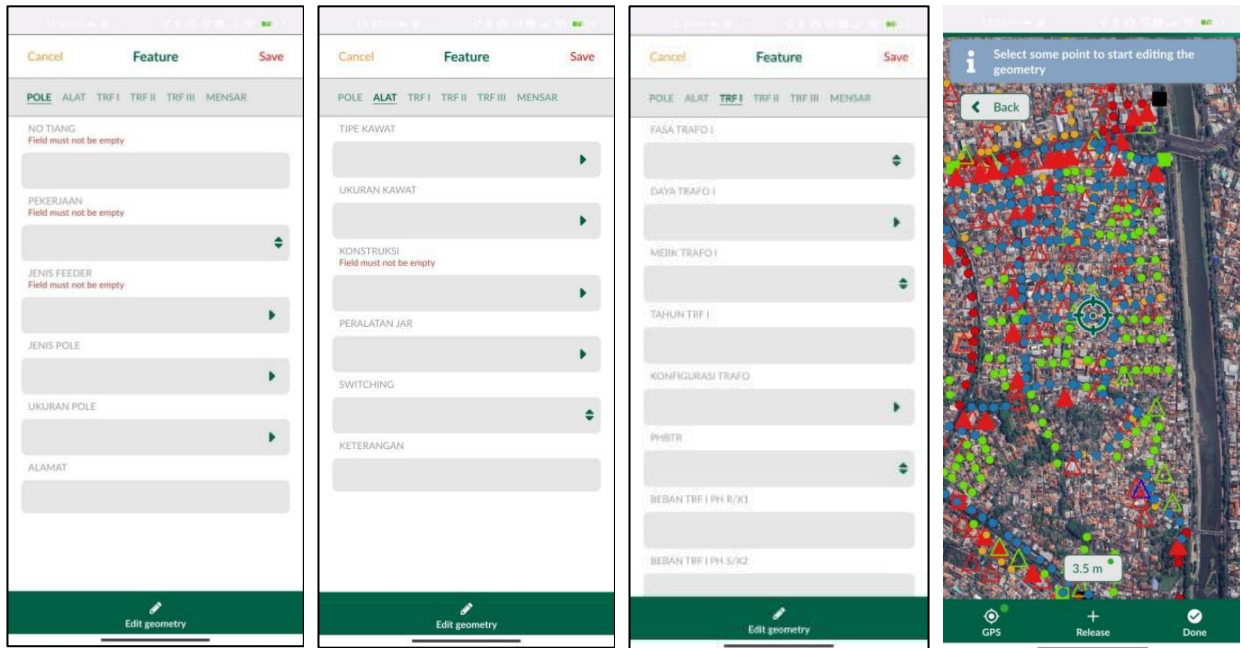 Cancel Feature Save
POLE ALAT TRF I TRF II TRF III MENSAR
NO TIANG
Field must not be empty
PEKERJAAN
Field must not be empty
JENIS FEEDER
Field must not be empty
JENIS POLE
UKURAN POLE
ALAMAT
Edit geometry
Cancel Feature Save
POLE ALAT TRF I TRF II TRF III MENSAR
TIPE KAWAT
UKURAN KAWAT
KONSTRUKSI
Field must not be empty
PERALATAN JAR
SWITCHING
KETERANGAN
Edit geometry
Cancel Feature Save
POLE ALAT TRF I TRF II TRF III MENSAR
FASA TRAFO I
DAYA TRAFO I
MERK TRAFO I
TAHUN TRF I
KONFIGURASI TRAFO
PHBTR
BEBAN TRF I PH R/X1
BEBAN TRF I PH S/X2
Edit geometry
Select some point to start editing the
geometry
Back
3.5 m
GPS Release Done